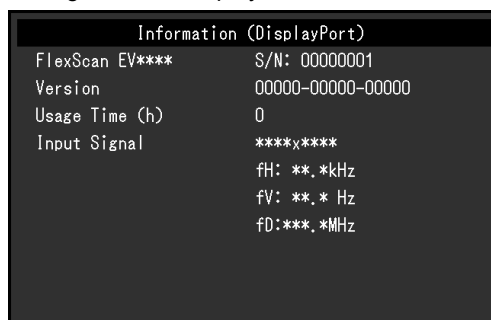 Information (DisplayPort)
FlexScan EV**** S/N: 00000001
Version 00000-00000-00000
Usage Time (h) 0
Input Signal ****x****
fH: **.*kHz
fV: **.* Hz
fD:***.*MHz